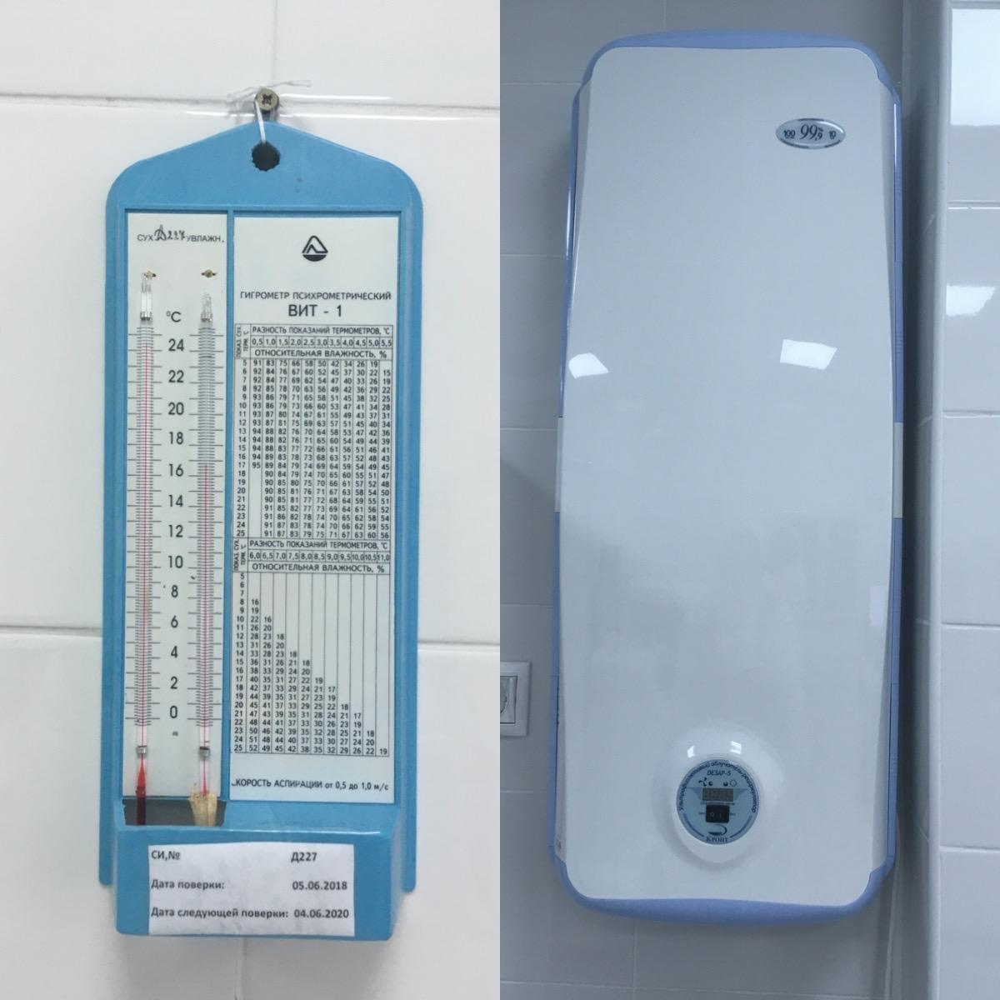 СУХ Д227 УВЛАЖН.
°C
24
22
20
18
16
14
12
10
8
6
4
2
0
ГИГРОМЕТР ПСИХРОМЕТРИЧЕСКИЙ
ВИТ - 1
ПОКАЗ. СУХ. ТЕРМ. °C
РАЗНОСТЬ ПОКАЗАНИЙ ТЕРМОМЕТРОВ, °C
0,5 1,0 1,5 2,0 2,5 3,0 3,5 4,0 4,5 5,0 5,5
ОТНОСИТЕЛЬНАЯ ВЛАЖНОСТЬ, %
5 91 83 75 66 58 50 42 34 26 19
6 92 84 76 67 60 52 45 37 30 22 15
7 92 84 77 69 62 54 47 40 33 26 19
8 92 85 78 70 63 56 49 42 36 29 22
9 93 86 79 71 65 58 51 45 38 32 25
10 93 86 79 73 66 60 53 47 41 34 28
11 93 87 80 74 67 61 55 49 43 37 31
12 93 87 81 75 69 63 57 51 45 40 34
13 94 88 82 76 70 64 58 53 47 42 36
14 94 88 82 76 71 65 60 54 49 44 39
15 94 88 83 77 72 66 61 56 51 46 41
16 94 89 83 78 73 68 63 57 52 48 43
17 95 89 84 79 74 69 64 59 54 49 45
18 90 84 79 74 70 65 60 55 51 47
19 90 85 80 75 70 66 61 57 52 48
20 90 85 81 76 71 67 62 58 54 50
21 90 85 81 77 72 68 64 59 55 51
22 91 85 82 77 73 69 64 61 56 52
23 91 86 82 78 74 70 65 62 58 54
24 91 87 83 78 74 70 66 62 59 55
25 91 87 83 79 75 71 67 63 60 56
ПОКАЗ. СУХ. ТЕРМ. °C
РАЗНОСТЬ ПОКАЗАНИЙ ТЕРМОМЕТРОВ, °C
6,0 6,5 7,0 7,5 8,0 8,5 9,0 9,5 10,0 10,5 11,0
ОТНОСИТЕЛЬНАЯ ВЛАЖНОСТЬ, %
5
6
7
8 16
9 19
10 22 16
11 26 20
12 28 23 18
13 31 26 20
14 33 28 23 18
15 36 31 26 21 18
16 38 33 29 24 20
17 40 35 31 27 22 19
18 42 37 33 29 24 21 17
19 44 39 35 31 27 23 19
20 45 41 37 33 29 25 22 18
21 47 43 39 35 31 28 24 21 17
22 48 44 41 37 33 30 26 23 19
23 50 46 42 39 35 32 28 25 21 18
24 51 48 44 40 37 33 30 27 24 20
25 52 49 45 42 38 35 32 29 26 22 19
СКОРОСТЬ АСПИРАЦИИ от 0,5 до 1,0 м/с
СИ,№ Д227
Дата поверки: 05.06.2018
Дата следующей поверки: 04.06.2020
100 99,9% 10
Ультрафиолетовый облучатель-рециркулятор
ДЕЗАР-5
КРОНТ